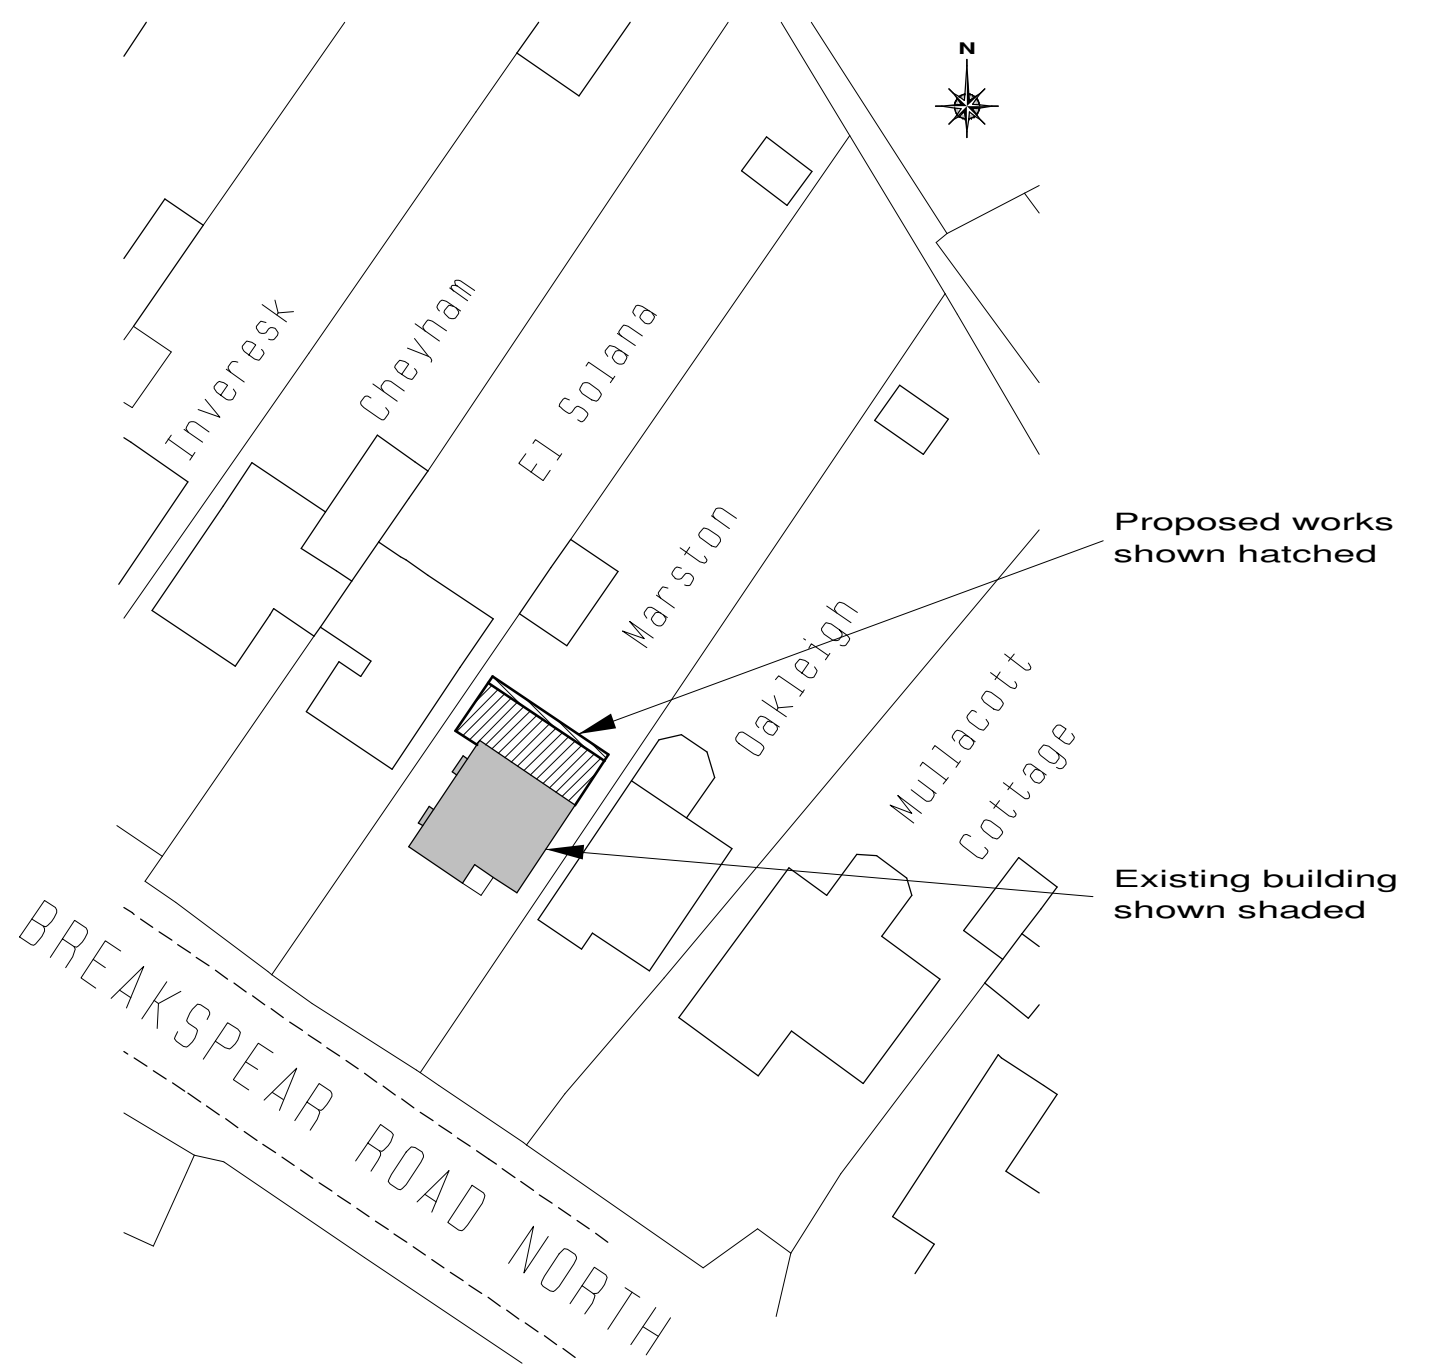 N
Inveresk
Cheyham
El Solana
Marston
Oakleigh
Mullacott
Cottage
Proposed works
shown hatched
Existing building
shown shaded
BREAKSPEAR ROAD NORTH